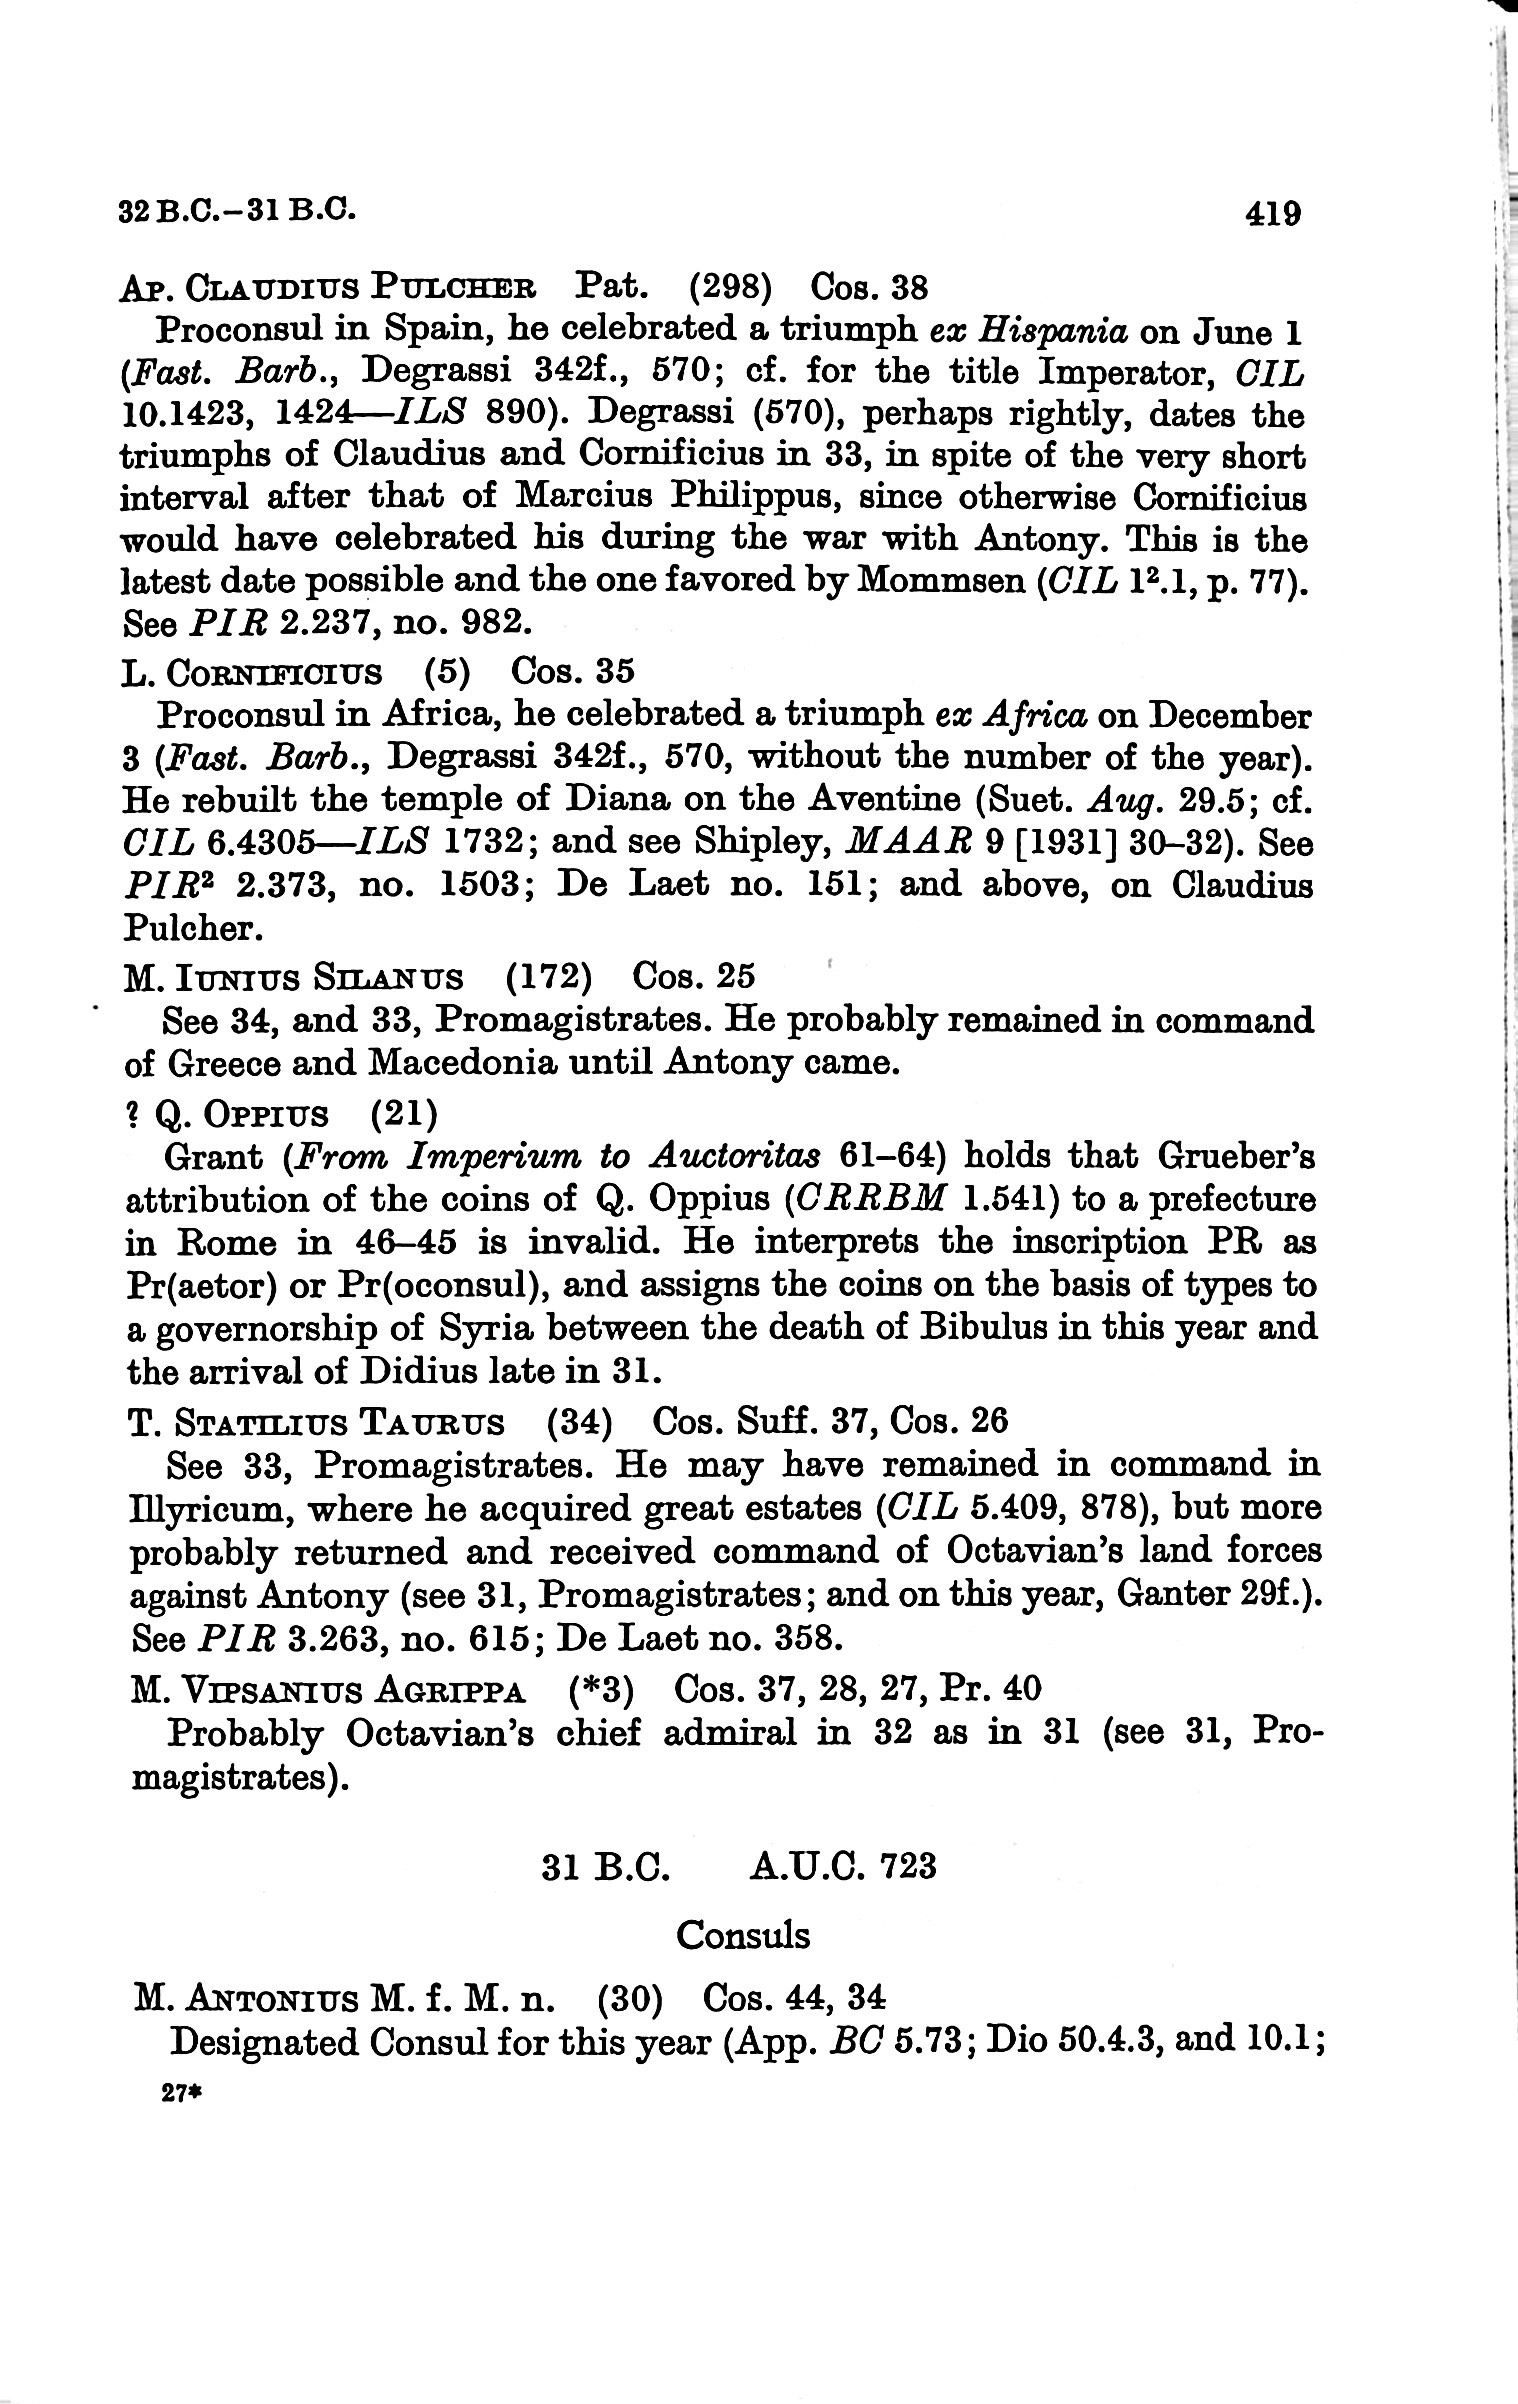 32 B.C.–31 B.C. 419
AP. CLAUDIUS PULCHER Pat. (298) Cos. 38
Proconsul in Spain, he celebrated a triumph ex Hispania on June 1
(Fast. Barb., Degrassi 342f., 570; cf. for the title Imperator, CIL
10.1423, 1424—ILS 890). Degrassi (570), perhaps rightly, dates the
triumphs of Claudius and Cornificius in 33, in spite of the very short
interval after that of Marcius Philippus, since otherwise Cornificius
would have celebrated his during the war with Antony. This is the
latest date possible and the one favored by Mommsen (CIL 1².1, p. 77).
See PIR 2.237, no. 982.
L. CORNIFICIUS (5) Cos. 35
Proconsul in Africa, he celebrated a triumph ex Africa on December
3 (Fast. Barb., Degrassi 342f., 570, without the number of the year).
He rebuilt the temple of Diana on the Aventine (Suet. Aug. 29.5; cf.
CIL 6.4305—ILS 1732; and see Shipley, MAAR 9 [1931] 30–32). See
PIR² 2.373, no. 1503; De Laet no. 151; and above, on Claudius
Pulcher.
M. IUNIUS SILANUS (172) Cos. 25
See 34, and 33, Promagistrates. He probably remained in command
of Greece and Macedonia until Antony came.
? Q. OPPIUS (21)
Grant (From Imperium to Auctoritas 61–64) holds that Grueber's
attribution of the coins of Q. Oppius (CRRBM 1.541) to a prefecture
in Rome in 46–45 is invalid. He interprets the inscription PR as
Pr(aetor) or Pr(oconsul), and assigns the coins on the basis of types to
a governorship of Syria between the death of Bibulus in this year and
the arrival of Didius late in 31.
T. STATILIUS TAURUS (34) Cos. Suff. 37, Cos. 26
See 33, Promagistrates. He may have remained in command in
Illyricum, where he acquired great estates (CIL 5.409, 878), but more
probably returned and received command of Octavian's land forces
against Antony (see 31, Promagistrates; and on this year, Ganter 29f.).
See PIR 3.263, no. 615; De Laet no. 358.
M. VIPSANIUS AGRIPPA (*3) Cos. 37, 28, 27, Pr. 40
Probably Octavian's chief admiral in 32 as in 31 (see 31, Pro-
magistrates).
31 B.C. A.U.C. 723
Consuls
M. ANTONIUS M. f. M. n. (30) Cos. 44, 34
Designated Consul for this year (App. BC 5.73; Dio 50.4.3, and 10.1;
27*